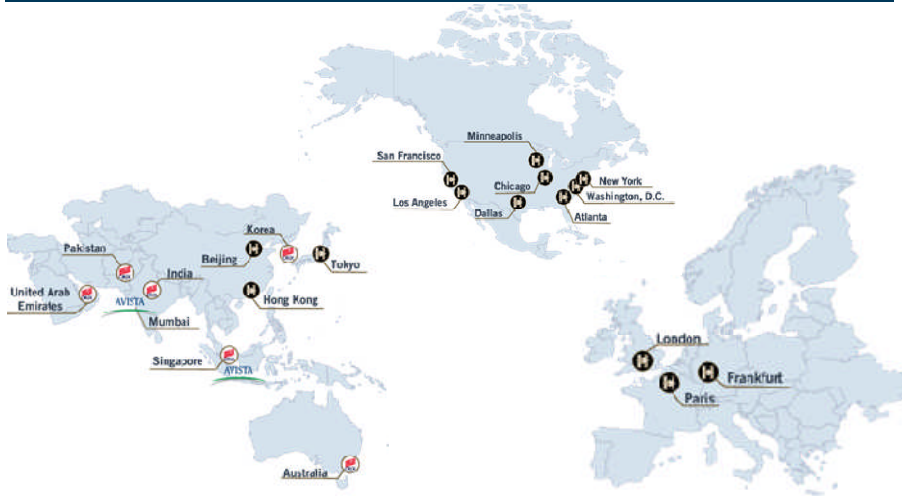 Minneapolis
San Francisco
Chicago
New York
Los Angeles
Washington, D.C.
Dallas
Atlanta
Korea
Pakistan
Beijing
Tokyo
India
United Arab
Emirates
AVISTA
Hong Kong
Mumbai
Singapore
AVISTA
Australia
London
Frankfurt
Paris